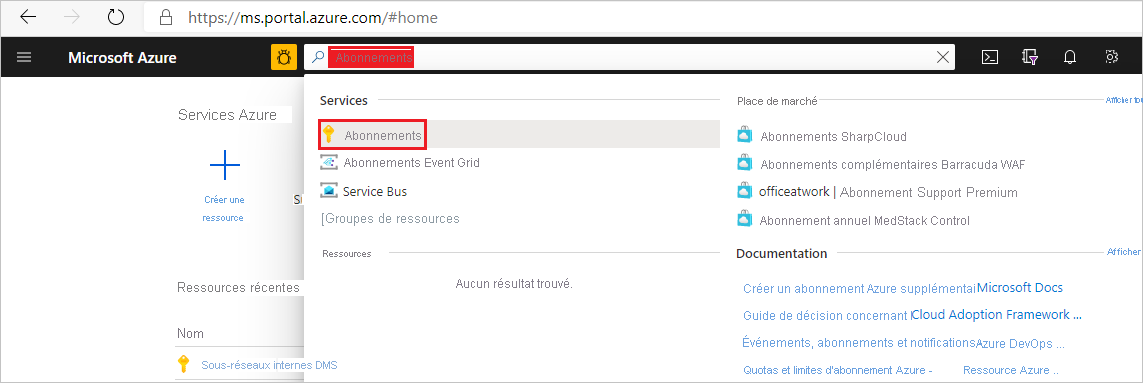 https://ms.portal.azure.com/#home
Microsoft Azure
Abonnements
Services Azure
Créer une
ressource
Ressources récentes
Nom
Sous-réseaux internes DMS
Services
Abonnements
Abonnements Event Grid
Service Bus
[Groupes de ressources
Ressources
Aucun résultat trouvé.
Place de marché
Afficher tou
Abonnements SharpCloud
Abonnements complémentaires Barracuda WAF
officeatwork | Abonnement Support Premium
Abonnement annuel MedStack Control
Documentation
Afficher
Créer un abonnement Azure supplémentai Microsoft Docs
Guide de décision concernant l Cloud Adoption Framework ...
Événements, abonnements et notifications Azure DevOps ...
Quotas et limites d'abonnement Azure - Ressource Azure ..